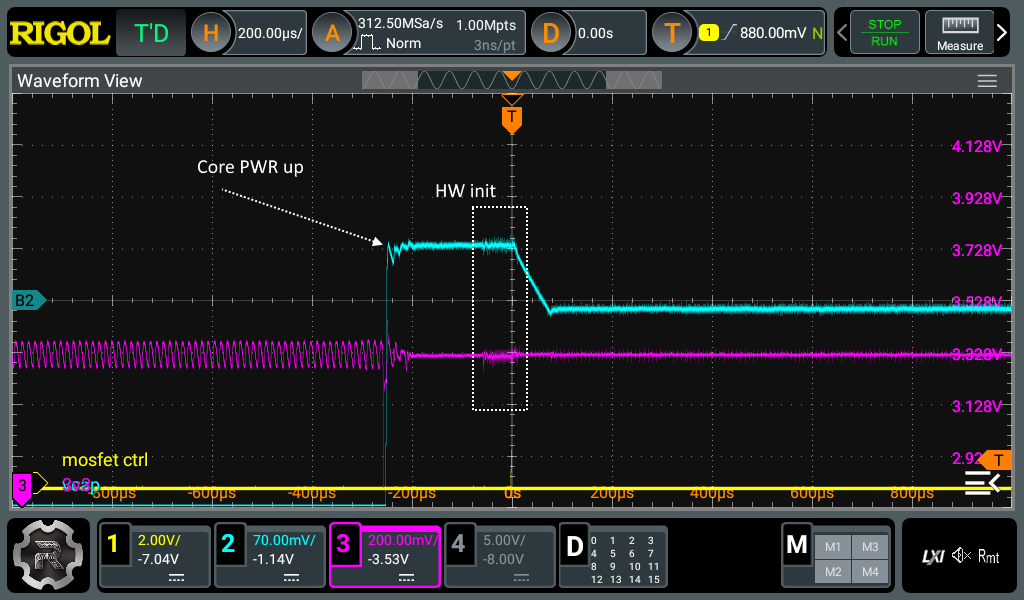 RIGOL T'D H 200.00µs/ A 312.50MSa/s 1.00Mpts D 0.00s T 1 880.00mV N STOP
Norm 3ns/pt RUN Measure
Waveform View
T
4.128V
Core PWR up
HW init
3.928V
3.728V
B2
3.528V
3.328V
3.128V
mosfet ctrl
2.92 T
3
-800µs -600µs -400µs -200µs 0s 200µs 400µs 600µs 800µs
1 2.00V/ 2 70.00mV/ 3 200.00mV/ 4 5.00V/ D 0 1 2 3 M M1 M3
-7.04V -1.14V -3.53V -8.00V 4 5 6 7
8 9 10 11 M2 M4
12 13 14 15
LXI Rmt